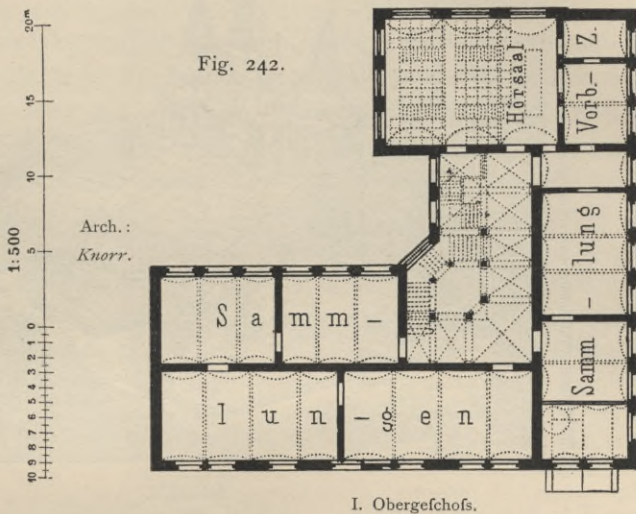 Fig. 242.
Arch.:
Knorr.
1:500
20m
15
10
5
0
1
2
3
4
5
6
7
8
9
10
Hörsaal
Vorb.-
Z.
Samm
-
lung
Samm-
lun-gen
I. Obergeſchoſs.